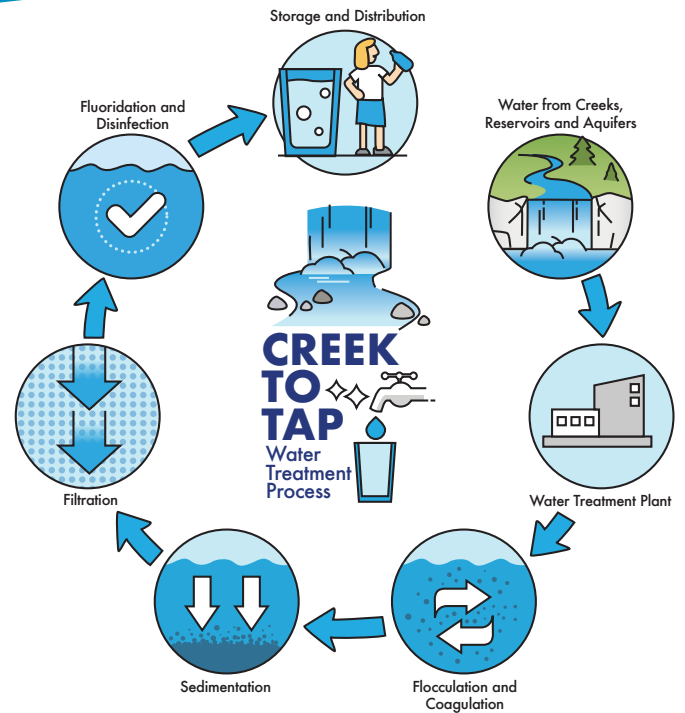 Storage and Distribution
Fluoridation and
Disinfection
Water from Creeks,
Reservoirs and Aquifers
CREEK
TO
TAP
Water
Treatment
Process
Filtration
Water Treatment Plant
Sedimentation
Flocculation and
Coagulation